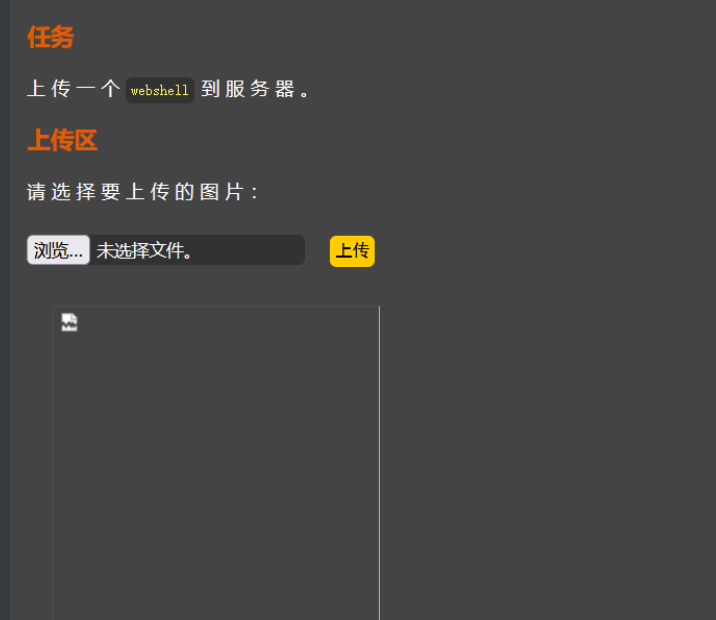 任务
上传一个 webshell 到服务器。
上传区
请选择要上传的图片：
浏览... 未选择文件。 上传